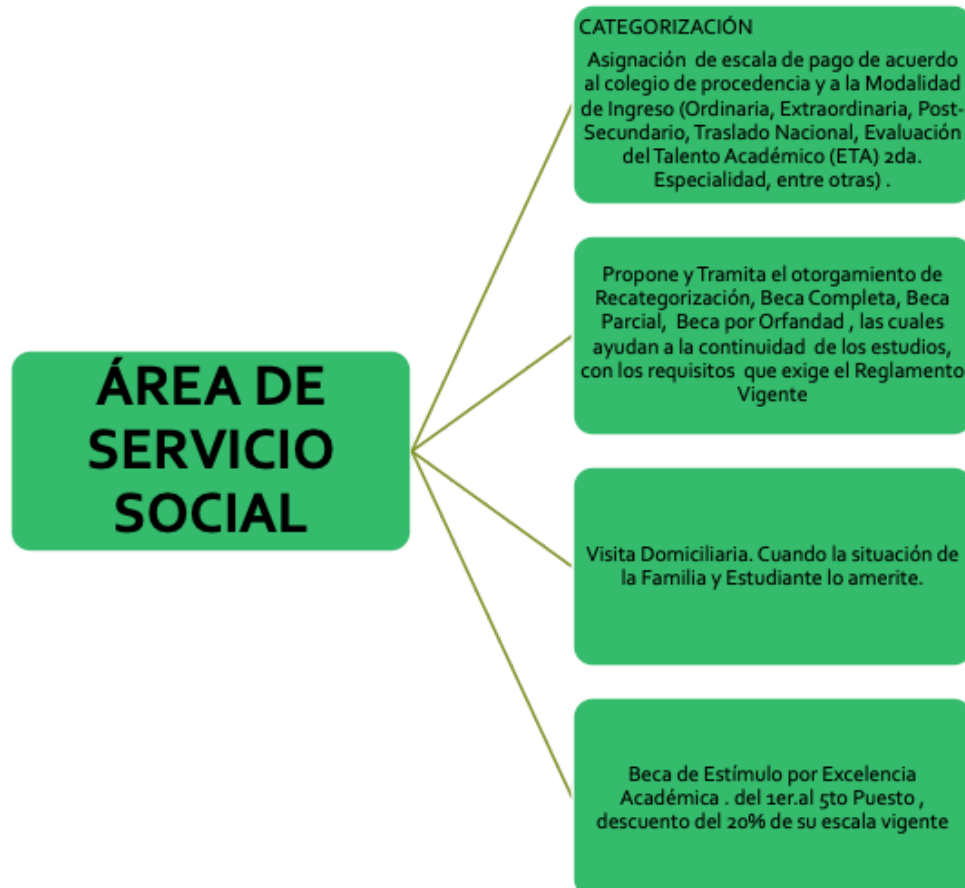 ÁREA DE
SERVICIO
SOCIAL
CATEGORIZACIÓN
Asignación de escala de pago de acuerdo
al colegio de procedencia y a la Modalidad
de Ingreso (Ordinaria, Extraordinaria, Post-
Secundario, Traslado Nacional, Evaluación
del Talento Académico (ETA) 2da.
Especialidad, entre otras) .
Propone y Tramita el otorgamiento de
Recategorización, Beca Completa, Beca
Parcial, Beca por Orfandad , las cuales
ayudan a la continuidad de los estudios,
con los requisitos que exige el Reglamento
Vigente
Visita Domiciliaria. Cuando la situación de
la Familia y Estudiante lo amerite.
Beca de Estímulo por Excelencia
Académica . del 1er.al 5to Puesto ,
descuento del 20% de su escala vigente